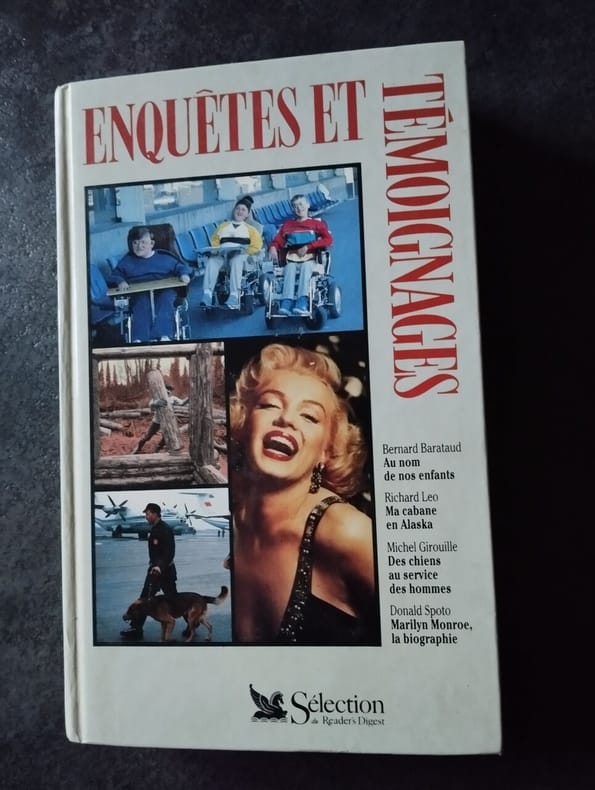 ENQUÊTES ET
TÉMOIGNAGES
Bernard Barataud
Au nom
de nos enfants
Richard Leo
Ma cabane
en Alaska
Michel Girouille
Des chiens
au service
des hommes
Donald Spoto
Marilyn Monroe,
la biographie
Sélection
du Reader's Digest